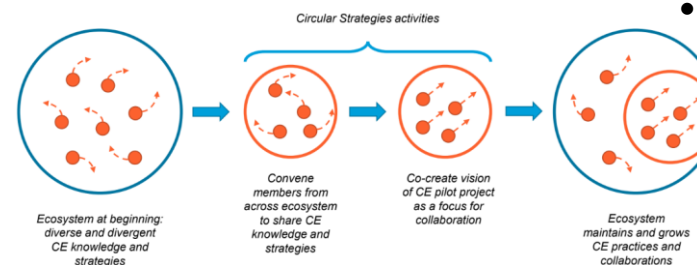 Circular Strategies activities
Ecosystem at beginning:
diverse and divergent
CE knowledge and
strategies
Convene
members from
across ecosystem
to share CE
knowledge and
strategies
Co-create vision
of CE pilot project
as a focus for
collaboration
Ecosystem
maintains and grows
CE practices and
collaborations